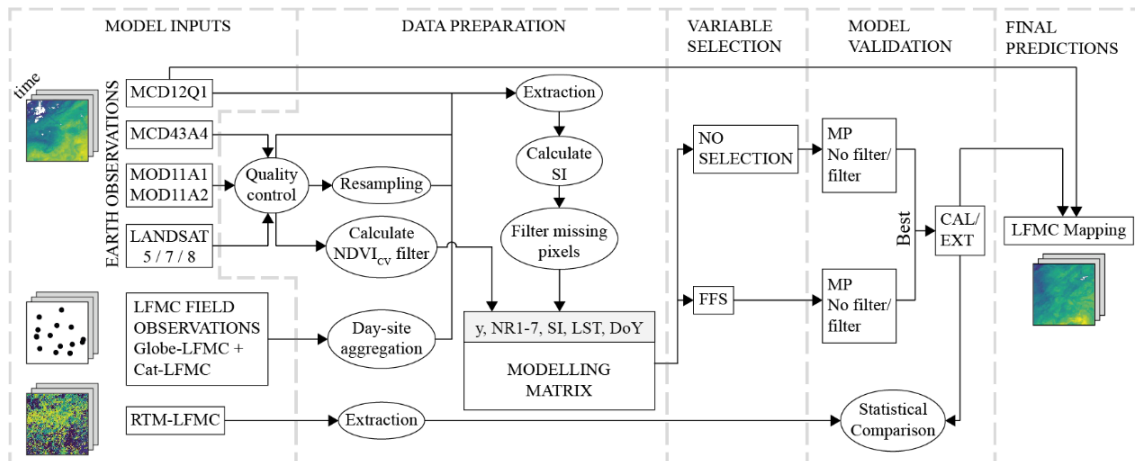 MODEL INPUTS
DATA PREPARATION
VARIABLE
SELECTION
MODEL
VALIDATION
FINAL
PREDICTIONS
time
EARTH OBSERVATIONS
MCD12Q1
MCD43A4
MOD11A1
MOD11A2
LANDSAT
5 / 7 / 8
Quality
control
Resampling
Calculate
NDVIcv filter
Extraction
Calculate
SI
Filter missing
pixels
LFMC FIELD
OBSERVATIONS
Globe-LFMC +
Cat-LFMC
Day-site
aggregation
y, NR1-7, SI, LST, DoY
MODELLING
MATRIX
RTM-LFMC
Extraction
NO
SELECTION
FFS
MP
No filter/
filter
MP
No filter/
filter
Best
CAL/
EXT
Statistical
Comparison
LFMC Mapping